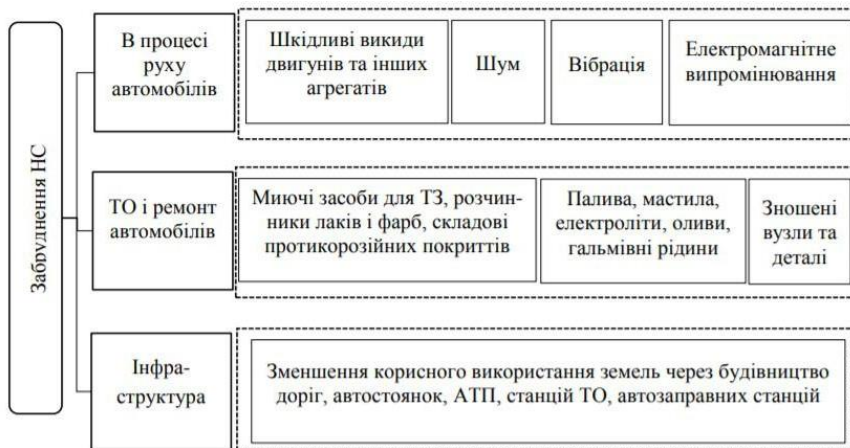 Забруднення НС
В процесі
руху
автомобілів
Шкідливі викиди
двигунів та інших
агрегатів
Шум
Вібрація
Електромагнітне
випромінювання
ТО і ремонт
автомобілів
Миючі засоби для ТЗ, розчин-
ники лаків і фарб, складові
протикорозійних покриттів
Палива, мастила,
електроліти, оливи,
гальмівні рідини
Зношені
вузли та
деталі
Інфра-
структура
Зменшення корисного використання земель через будівництво
доріг, автостоянок, АТП, станцій ТО, автозаправних станцій